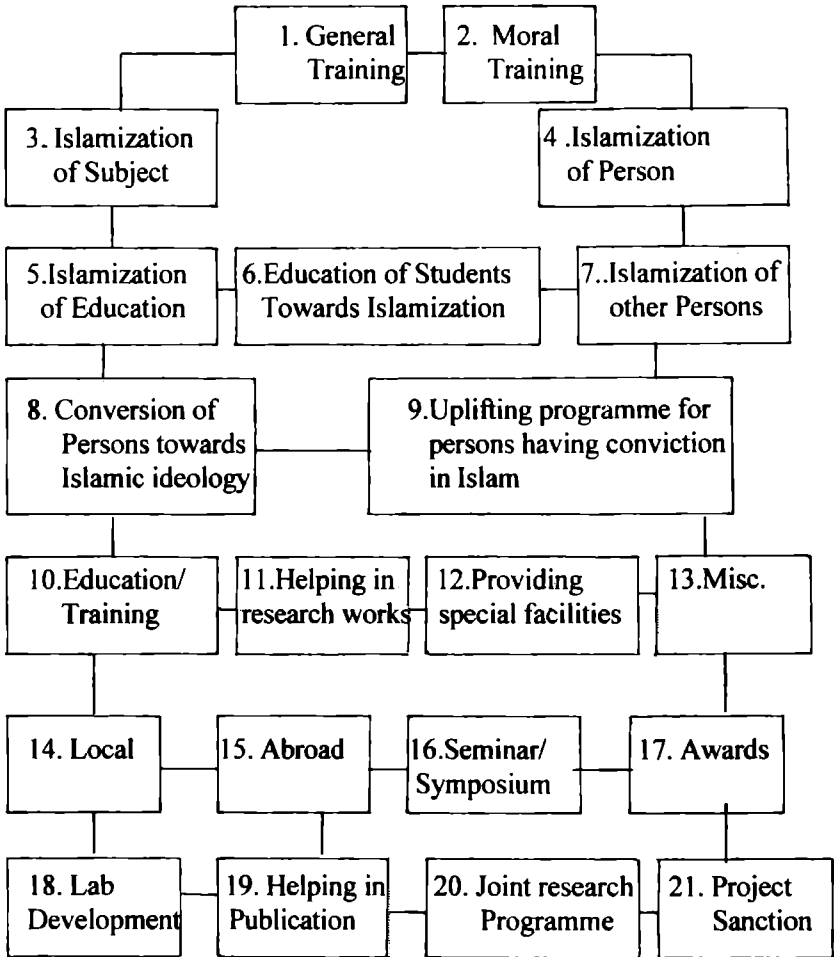 1. General
Training
2. Moral
Training
3. Islamization
of Subject
4 .Islamization
of Person
5.Islamization
of Education
6.Education of Students
Towards Islamization
7..Islamization of
other Persons
8. Conversion of
Persons towards
Islamic ideology
9.Uplifting programme for
persons having conviction
in Islam
10.Education/
Training
11.Helping in
research works
12.Providing
special facilities
13.Misc.
14. Local
15. Abroad
16.Seminar/
Symposium
17. Awards
18. Lab
Development
19. Helping in
Publication
20. Joint research
Programme
21. Project
Sanction